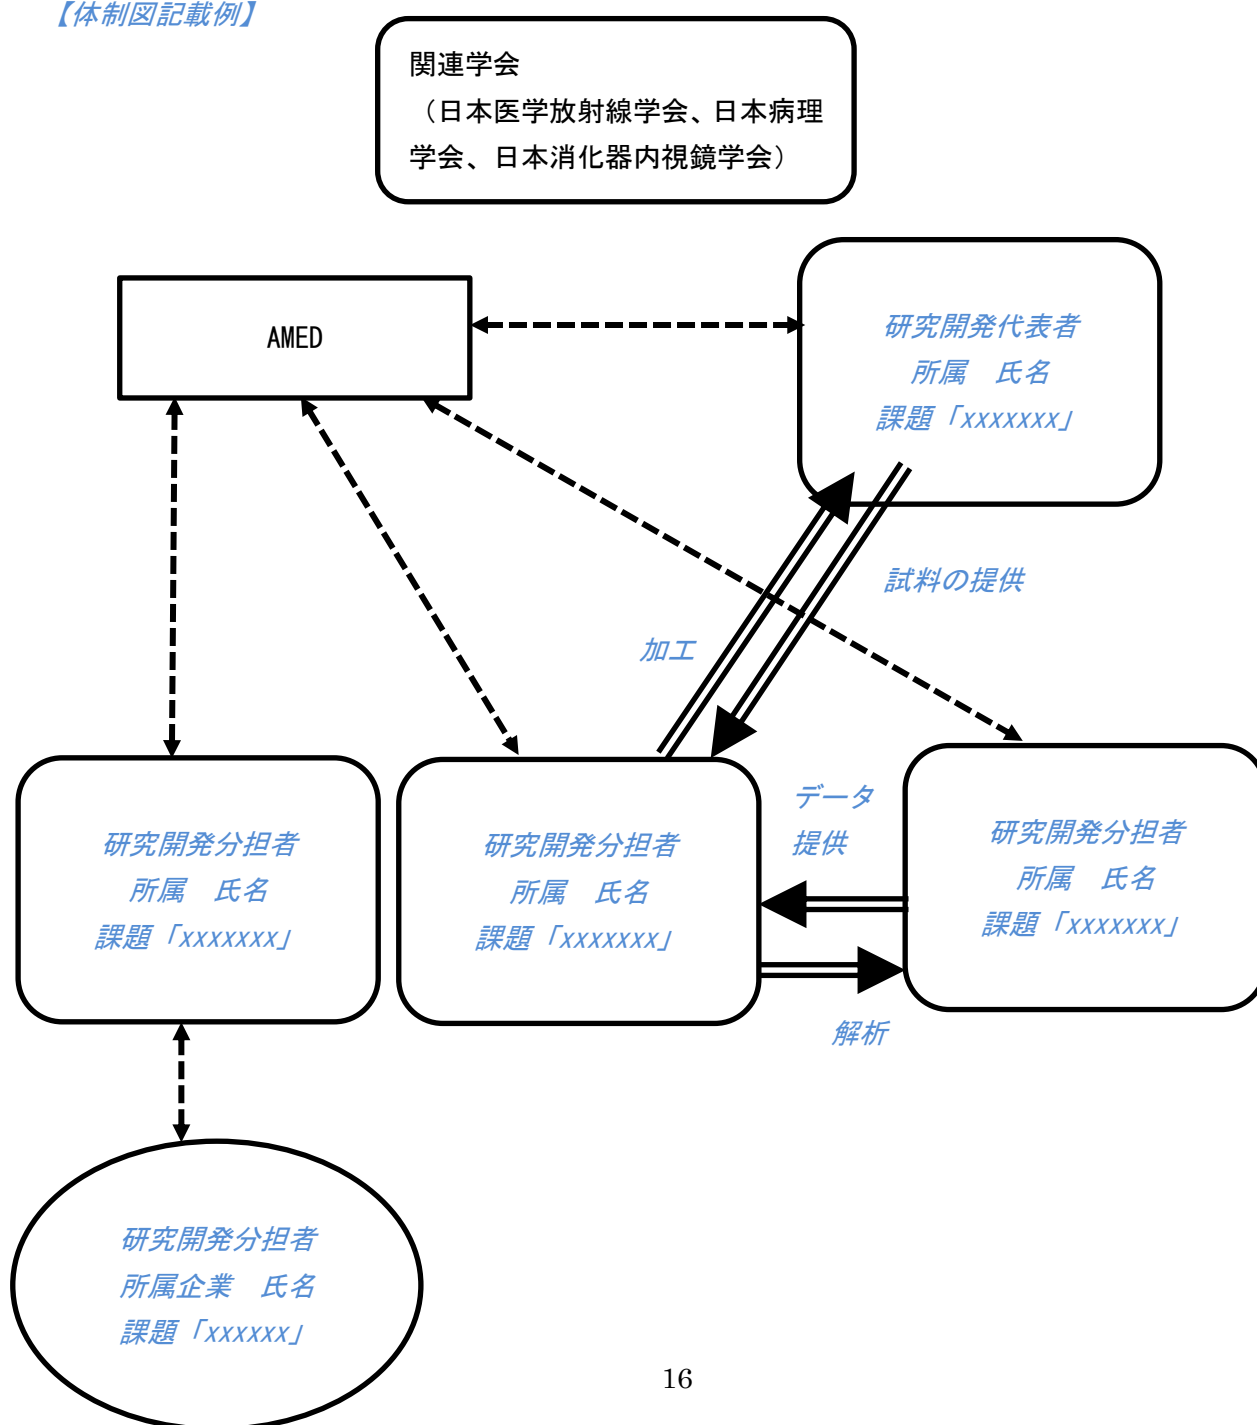 【体制図記載例】
関連学会
（日本医学放射線学会、日本病理
学会、日本消化器内視鏡学会）
AMED
研究開発代表者
所属　氏名
課題「xxxxxxx」
試料の提供
加工
研究開発分担者
所属　氏名
課題「xxxxxxx」
研究開発分担者
所属　氏名
課題「xxxxxxx」
データ
提供
研究開発分担者
所属　氏名
課題「xxxxxxx」
解析
研究開発分担者
所属企業　氏名
課題「xxxxxx」
16